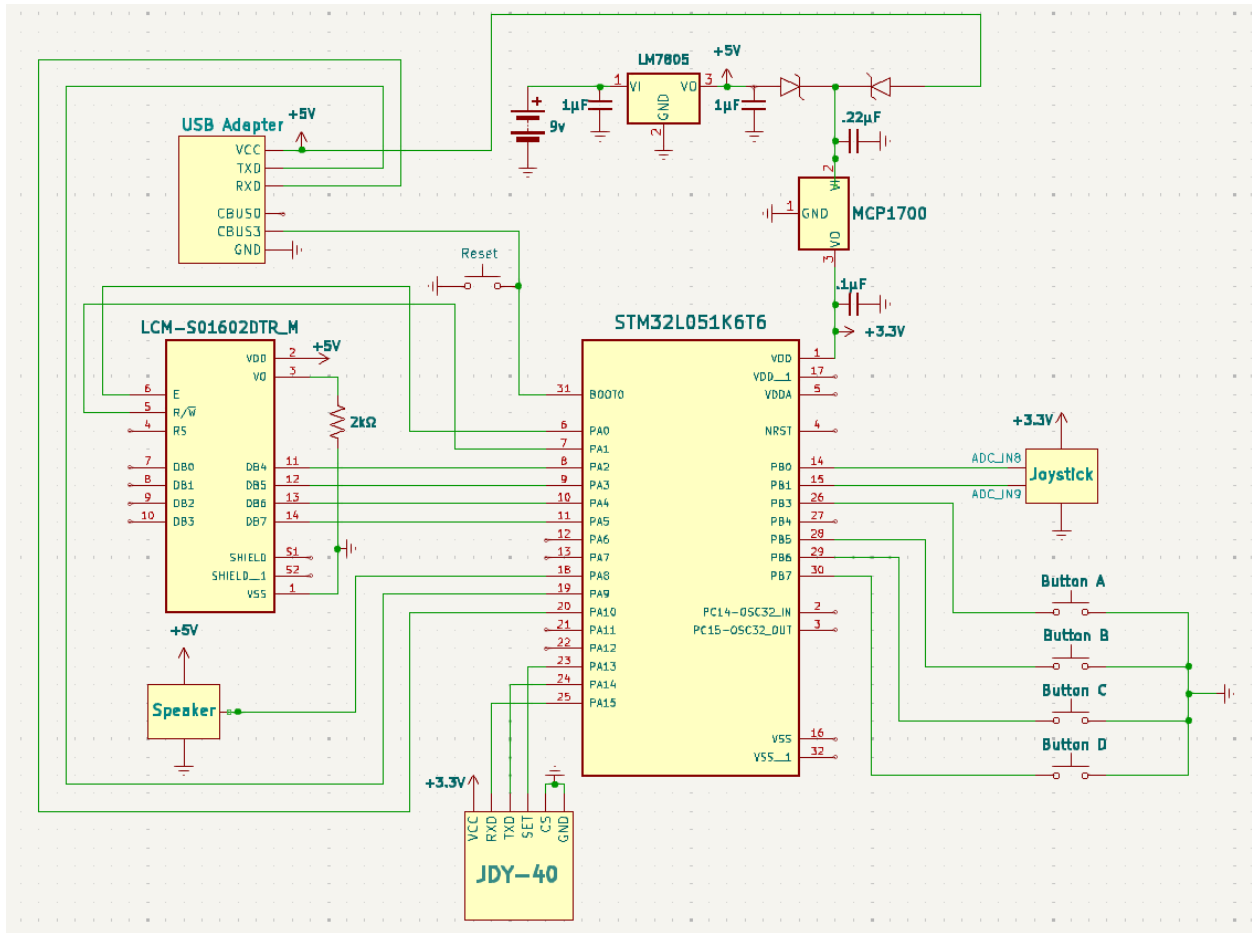 LM7805
+5V
1 VI
VO 3
GND
2
1µF
1µF
9v
.22µF
USB Adapter
+5V
VCC
TXD
RXD
CBUS0
CBUS3
GND
2
VI
1 GND
MCP1700
VO
3
.1µF
+3.3V
Reset
LCM-S01602DTR_M
+5V
VDD 2
VO 3
6 E
5 R/W
4 RS
2kΩ
7 DB0
8 DB1
9 DB2
10 DB3
DB4 11
DB5 12
DB6 13
DB7 14
SHIELD S1
SHIELD__1 S2
VSS 1
STM32L051K6T6
31 BOOT0
6 PA0
7 PA1
8 PA2
9 PA3
10 PA4
11 PA5
12 PA6
13 PA7
18 PA8
19 PA9
20 PA10
21 PA11
22 PA12
23 PA13
24 PA14
25 PA15
VDD 1
VDD__1 17
VDDA 5
NRST 4
PB0 14
PB1 15
PB3 26
PB4 27
PB5 28
PB6 29
PB7 30
PC14-OSC32_IN 2
PC15-OSC32_OUT 3
VSS 16
VSS__1 32
+3.3V
ADC_IN8
ADC_IN9
Joystick
Button A
Button B
Button C
Button D
+5V
Speaker
+3.3V
VCC
RXD
TXD
SET
CS
GND
JDY-40